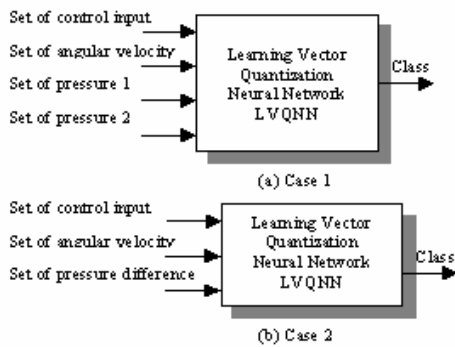 Set of control input
Set of angular velocity
Set of pressure 1
Set of pressure 2
Learning Vector
Quantization
Neural Network
LVQNN
Class
(a) Case 1
Set of control input
Set of angular velocity
Set of pressure difference
Learning Vector
Quantization
Neural Network
LVQNN
Class
(b) Case 2